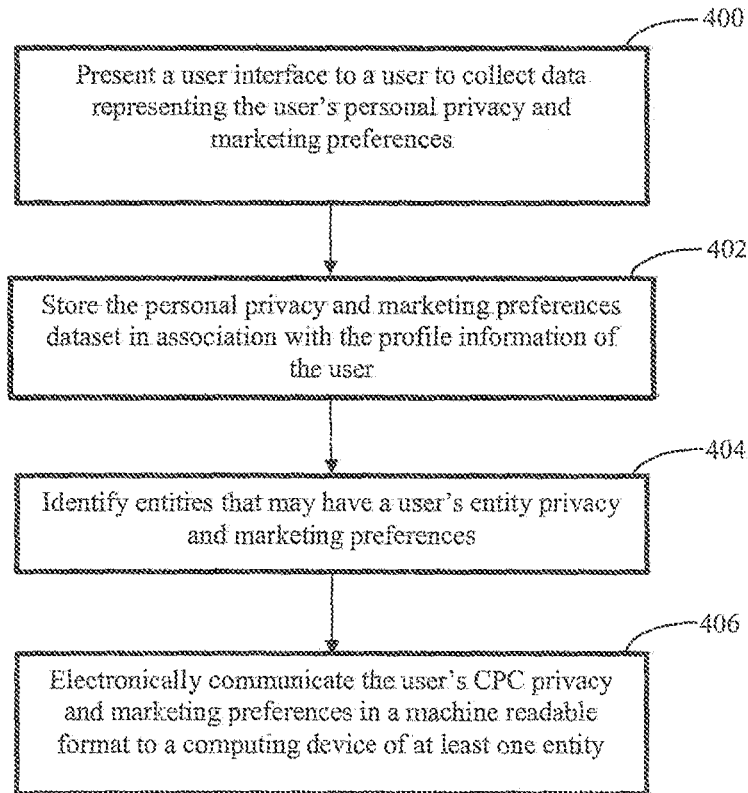 400
Present a user interface to a user to collect data
representing the user's personal privacy and
marketing preferences
402
Store the personal privacy and marketing preferences
dataset in association with the profile information of
the user
404
Identify entities that may have a user's entity privacy
and marketing preferences
406
Electronically communicate the user's CPC privacy
and marketing preferences in a machine readable
format to a computing device of at least one entity